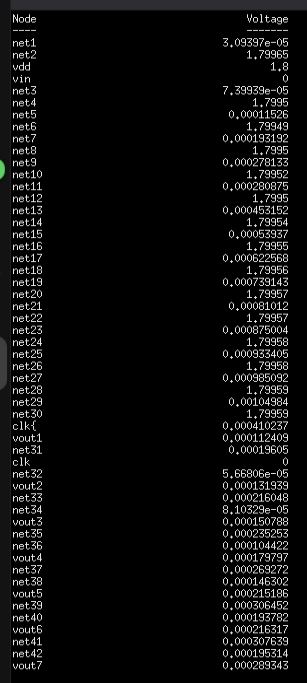 Node Voltage
---- -------
net1 3.09397e-05
net2 1.79965
vdd 1.8
vin 0
net3 7.39939e-05
net4 1.7995
net5 0.00011526
net6 1.79949
net7 0.000193192
net8 1.7995
net9 0.000278133
net10 1.79952
net11 0.000280875
net12 1.7995
net13 0.000453152
net14 1.79954
net15 0.00053937
net16 1.79955
net17 0.000622568
net18 1.79956
net19 0.000739143
net20 1.79957
net21 0.00081012
net22 1.79957
net23 0.000875004
net24 1.79958
net25 0.000933405
net26 1.79958
net27 0.000985092
net28 1.79959
net29 0.00104984
net30 1.79959
clk{ 0.000410237
vout1 0.000112409
net31 0.00019605
clk 0
net32 5.66806e-05
vout2 0.000131939
net33 0.000216048
net34 8.10329e-05
vout3 0.000150788
net35 0.000235253
net36 0.000104422
vout4 0.000179797
net37 0.000269272
net38 0.000146302
vout5 0.000215186
net39 0.000306452
net40 0.000193782
vout6 0.000216317
net41 0.000307639
net42 0.000195314
vout7 0.000289343